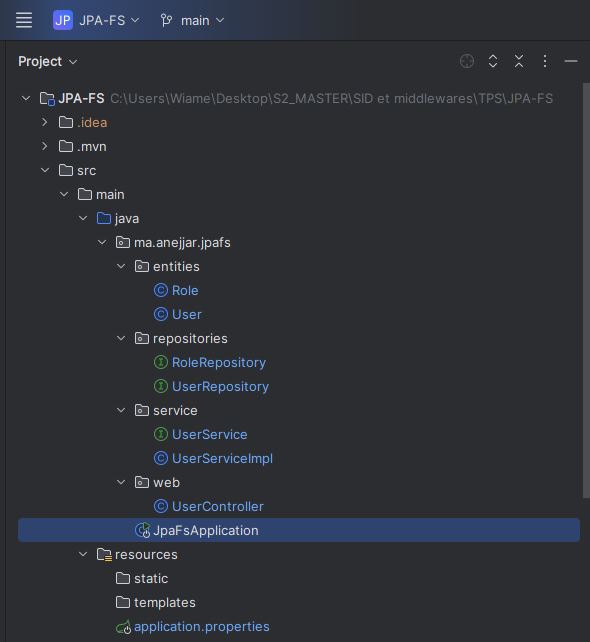 JP JPA-FS main
Project
JPA-FS C:\Users\Wiame\Desktop\S2_MASTER\SID et middlewares\TPS\JPA-FS
.idea
.mvn
src
main
java
ma.anejjar.jpafs
entities
C Role
C User
repositories
I RoleRepository
I UserRepository
service
I UserService
C UserServiceImpl
web
C UserController
JpaFsApplication
resources
static
templates
application.properties